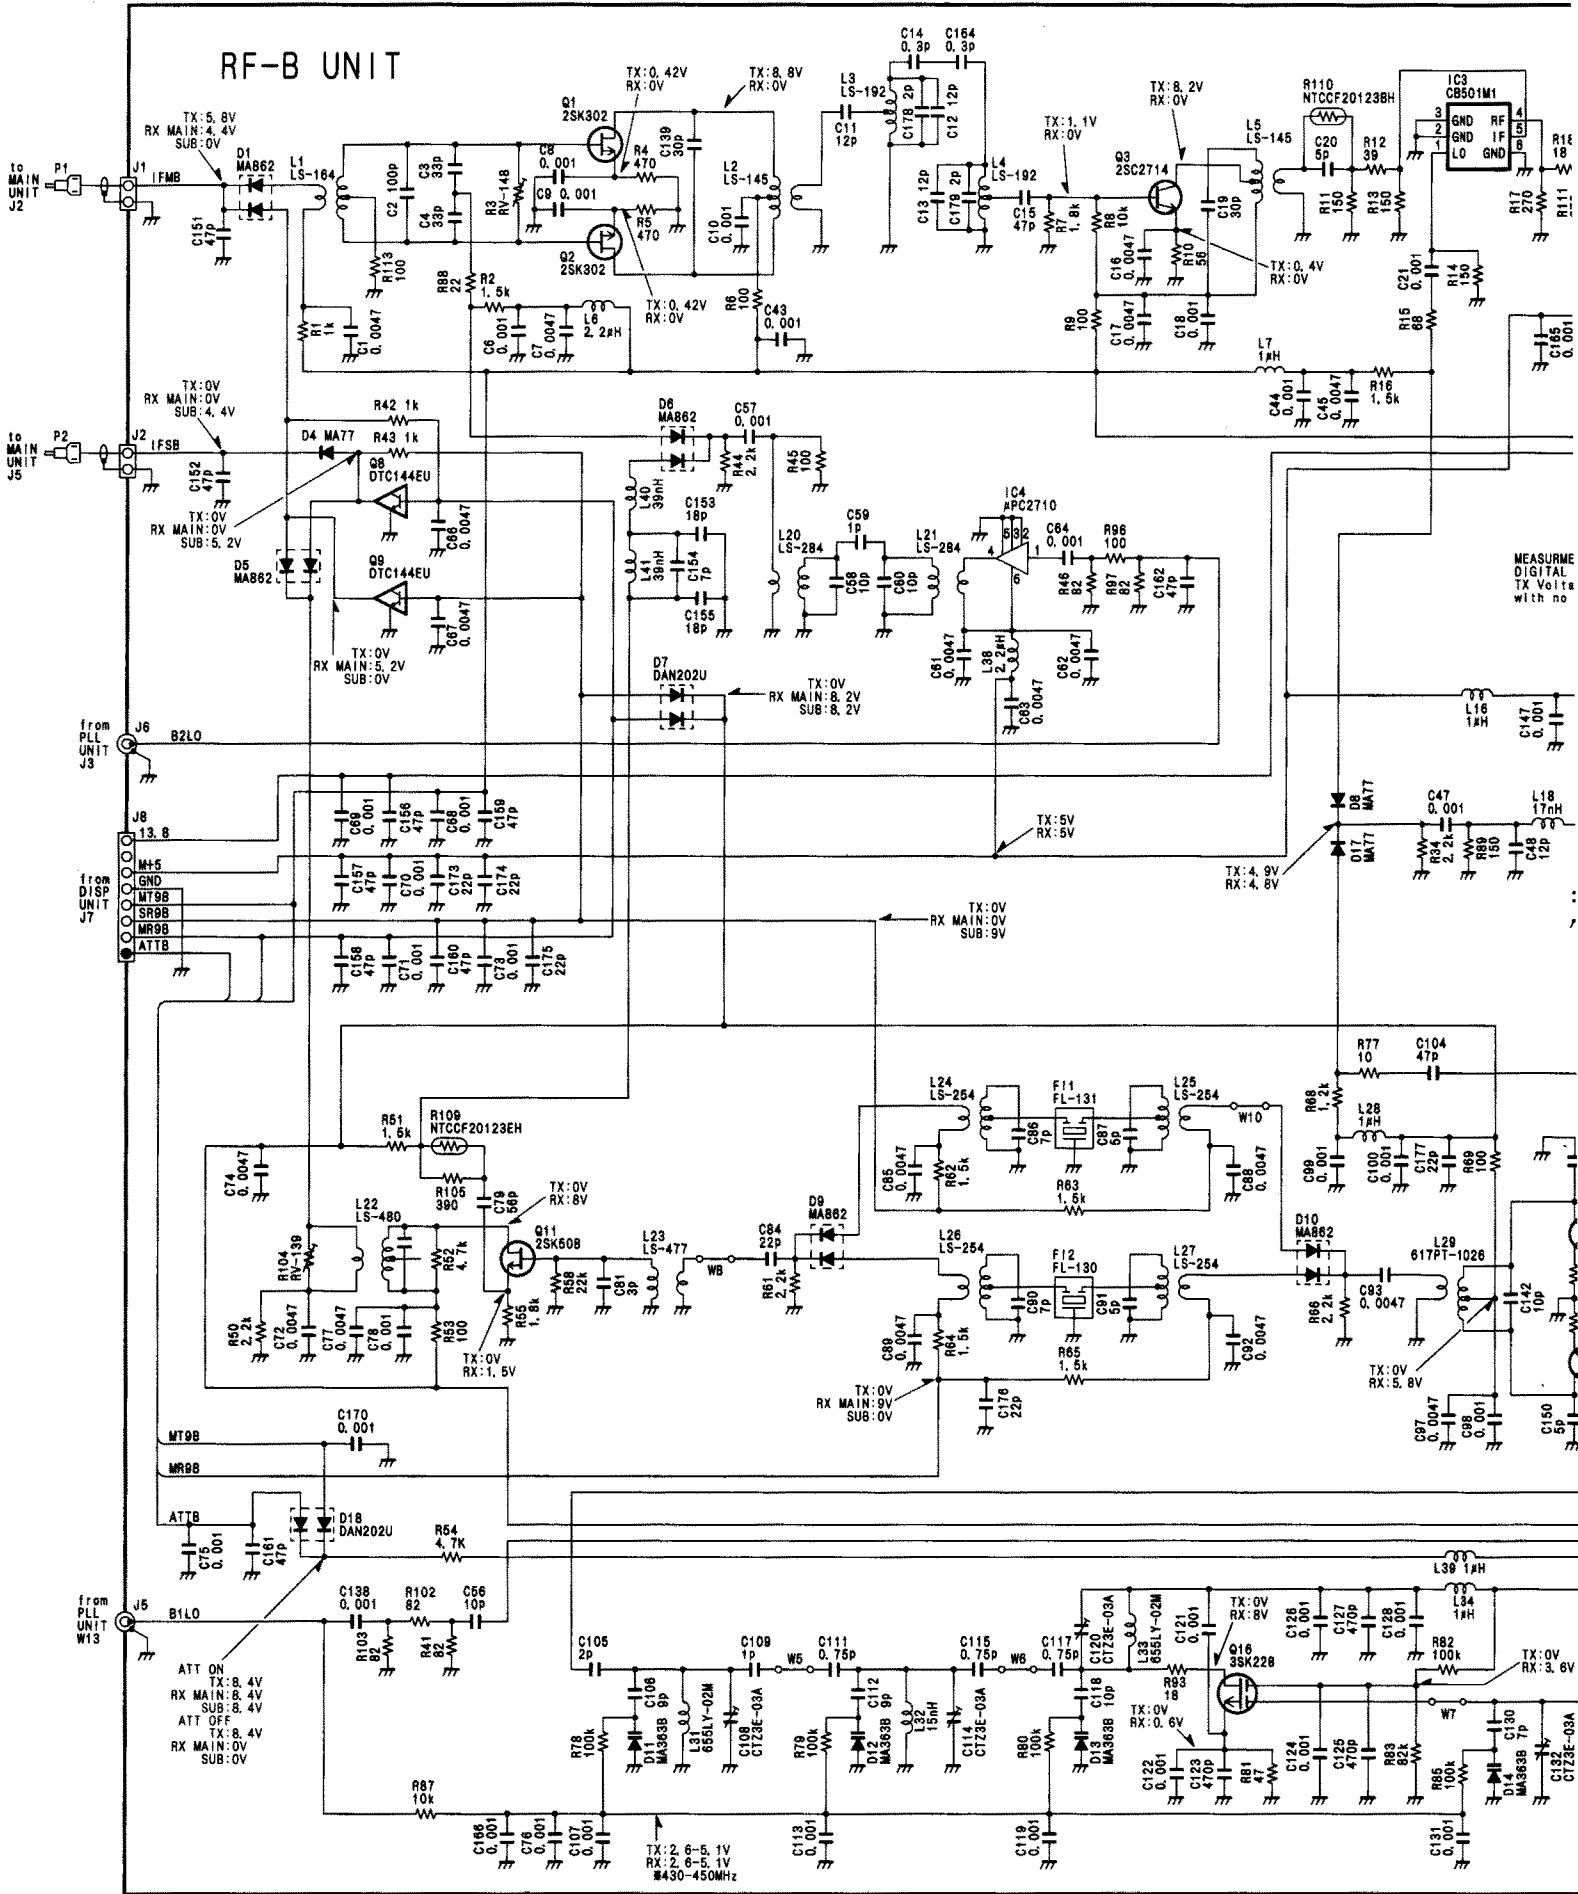 RF-B UNIT
to
MAIN
UNIT
J2
P1
J1
IFMB
TX:5.8V
RX MAIN:4.4V
SUB:0V
D1
MA862
L1
LS-164
C151
47p
R113
100
R1
1k
C1
0.0047
C2 100p
C3
33p
C4
33p
R88
22
R2
1.5k
R3
RV-148
C8
0.001
C9 0.001
Q1
2SK302
Q2
2SK302
TX:0.42V
RX:0V
R4
470
R5
470
TX:0.42V
RX:0V
C139
30p
TX:8.8V
RX:0V
L2
LS-145
C10
0.001
R6
100
C43
0.001
C6
0.001
C7
0.0047
L6
2.2μH
C11
12p
L3
LS-192
C14
0.3p
C164
0.3p
C178 2p
C12 12p
C13 12p
C179 2p
L4
LS-192
C15
47p
TX:1.1V
RX:0V
R7
1.8k
R8
10k
R9
100
Q3
2SC2714
TX:8.2V
RX:0V
C16
0.0047
R10
56
TX:0.4V
RX:0V
C17
0.0047
C18
0.001
C19
30p
L5
LS-145
R110
NTCCF20123BH
C20
5p
R12
39
R11
150
R13
150
IC3
CB501M1
3 GND RF 4
2 GND IF 5
1 LO GND 6
R18
18
R17
270
R111
C21
0.001
R14
150
R15
68
L7
1μH
C44
0.001
C45
0.0047
R16
1.5k
C165
0.001
to
MAIN
UNIT
J5
P2
J2
IFSB
TX:0V
RX MAIN:0V
SUB:4.4V
C152
47p
D4 MA77
R42 1k
R43 1k
Q8
DTC144EU
C66
0.0047
TX:0V
RX MAIN:0V
SUB:5.2V
D5
MA862
Q9
DTC144EU
C67
0.0047
TX:0V
RX MAIN:5.2V
SUB:0V
D6
MA862
C57
0.001
R44
2.2k
R45
100
L40
39nH
L41
39nH
C153
18p
C154
7p
C155
18p
L20
LS-284
C59
1p
C58
10p
C60
10p
L21
LS-284
IC4
μPC2710
5 3 2
4
1
6
C64
0.001
R96
100
R46
82
R97
82
C162
47p
C61
0.0047
L38
2.2μH
C62
0.0047
C63
0.0047
D7
DAN202U
TX:0V
RX MAIN:8.2V
SUB:8.2V
MEASURME
DIGITAL
TX Volta
with no
L16
1μH
C147
0.001
from
PLL
UNIT
J3
J6
B2LO
D8
MA77
D17
MA77
TX:4.9V
RX:4.8V
C47
0.001
R34
2.2k
R89
150
C48
12p
L18
17nH
from
DISP
UNIT
J7
J8
13.8
M+5
GND
MT9B
SR9B
MR9B
ATTB
C69
0.001
C156
47p
C68
0.001
C159
47p
C157
47p
C70
0.001
C173
22p
C174
22p
C158
47p
C71
0.001
C160
47p
C73
0.001
C175
22p
TX:5V
RX:5V
TX:0V
RX MAIN:0V
SUB:9V
R77
10
C104
47p
R68
1.2k
L28
1μH
C99
0.001
C100
0.001
C177
22p
R69
100
C74
0.0047
R51
1.5k
R109
NTCCF20123EH
R105
390
C79
56p
L22
LS-480
R104
RV-139
R52
4.7k
Q11
2SK508
TX:0V
RX:8V
R50
2.2k
C72
0.0047
C77
0.0047
C78
0.001
R53
100
TX:0V
RX:1.5V
R55
1.8k
R58
22k
C81
3p
L23
LS-477
W8
C84
22p
R61
2.2k
D9
MA862
L24
LS-254
C85
0.0047
R62
1.5k
C86
7p
FI1
FL-131
C87
5p
L25
LS-254
W10
C88
0.0047
R63
1.5k
L26
LS-254
C89
0.0047
R64
1.5k
C90
7p
FI2
FL-130
C91
5p
L27
LS-254
C92
0.0047
R65
1.5k
TX:0V
RX MAIN:9V
SUB:0V
C176
22p
D10
MA862
R66
2.2k
C93
0.0047
L29
617PT-1026
C142
10p
TX:0V
RX:5.8V
C97
0.0047
C98
0.001
C150
5p
MT9B
C170
0.001
MR9B
ATTB
C75
0.001
C161
47p
D18
DAN202U
R54
4.7K
L39 1μH
L34
1μH
from
PLL
UNIT
W13
J5
B1LO
C138
0.001
R102
82
C56
10p
R103
82
R41
82
ATT ON
TX:8.4V
RX MAIN:8.4V
SUB:8.4V
ATT OFF
TX:8.4V
RX MAIN:0V
SUB:0V
R87
10k
C105
2p
C106
9p
R78
100k
D11
MA363B
L31
655LY-02M
C108
CTZ3E-03A
C109
1p
W5
C111
0.75p
R79
100k
C112
9p
D12
MA363B
L32
15nH
C114
CTZ3E-03A
C115
0.75p
W6
C117
0.75p
R80
100k
C118
10p
D13
MA363B
C120
CTZ3E-03A
L33
655LY-02M
C121
0.001
R93
18
TX:0V
RX:8V
Q16
3SK228
TX:0V
RX:0.6V
C122
0.001
C123
470p
R81
47
C126
0.001
C127
470p
C128
0.001
C124
0.001
C125
470p
R82
100k
R83
82k
TX:0V
RX:3.6V
W7
R85
100k
C130
7p
D14
MA363B
C132
CTZ3E-03A
C166
0.001
C76
0.001
C107
0.001
C113
0.001
C119
0.001
C131
0.001
TX:2.6-5.1V
RX:2.6-5.1V
※430-450MHz